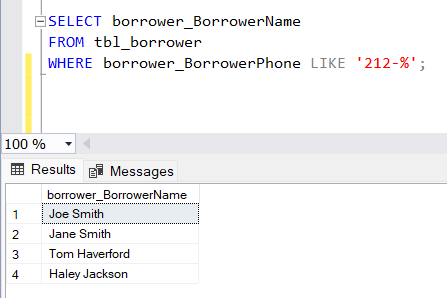 SELECT borrower_BorrowerName
FROM tbl_borrower
WHERE borrower_BorrowerPhone LIKE '212-%';
100 %
Results Messages
borrower_BorrowerName
1 Joe Smith
2 Jane Smith
3 Tom Haverford
4 Haley Jackson